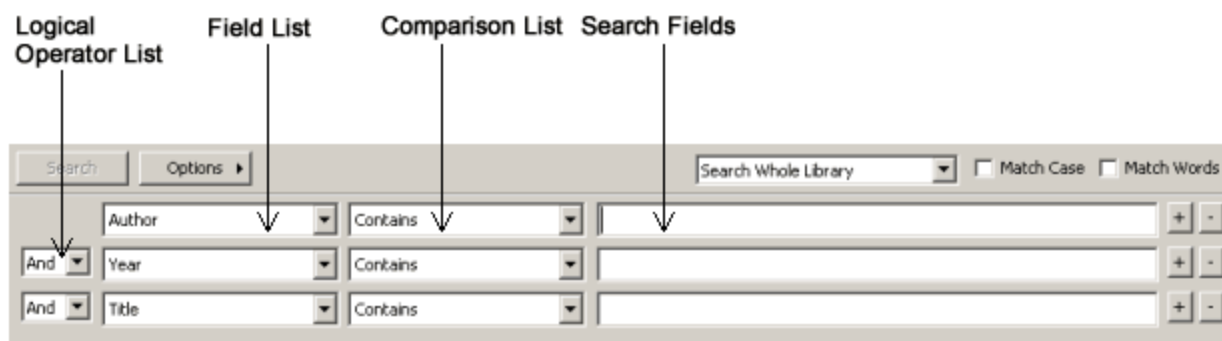 Logical
Operator List
Field List
Comparison List
Search Fields
Search
Options
Search Whole Library
Match Case
Match Words
Author
Contains
+
-
And
Year
Contains
+
-
And
Title
Contains
+
-